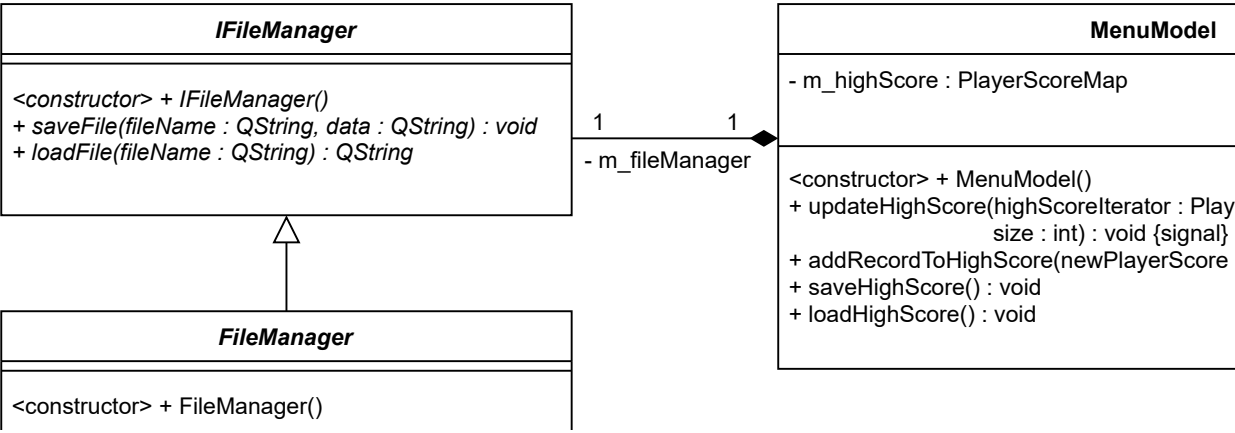 IFileManager
<constructor> + IFileManager()
+ saveFile(fileName : QString, data : QString) : void
+ loadFile(fileName : QString) : QString
1
1
- m_fileManager
MenuModel
- m_highScore : PlayerScoreMap
<constructor> + MenuModel()
+ updateHighScore(highScoreIterator : Play
size : int) : void {signal}
+ addRecordToHighScore(newPlayerScore
+ saveHighScore() : void
+ loadHighScore() : void
FileManager
<constructor> + FileManager()